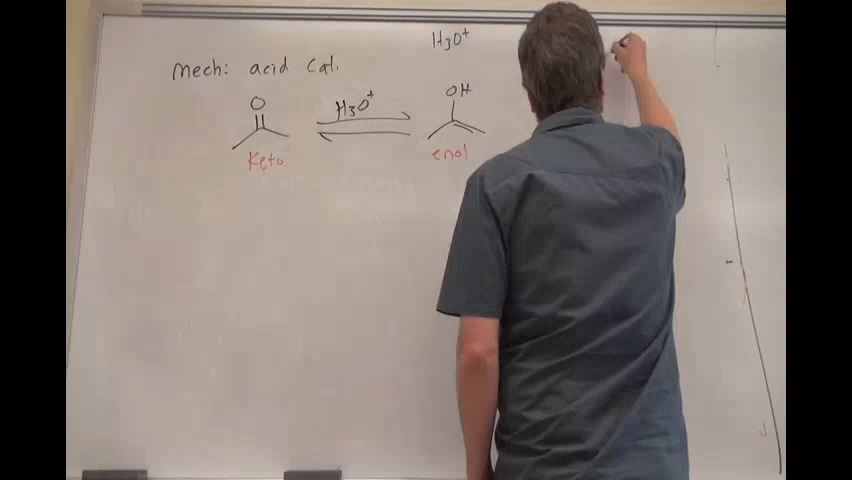 H₃O⁺
Mech: acid cat.
O
H₃O⁺
OH
Keto
enol